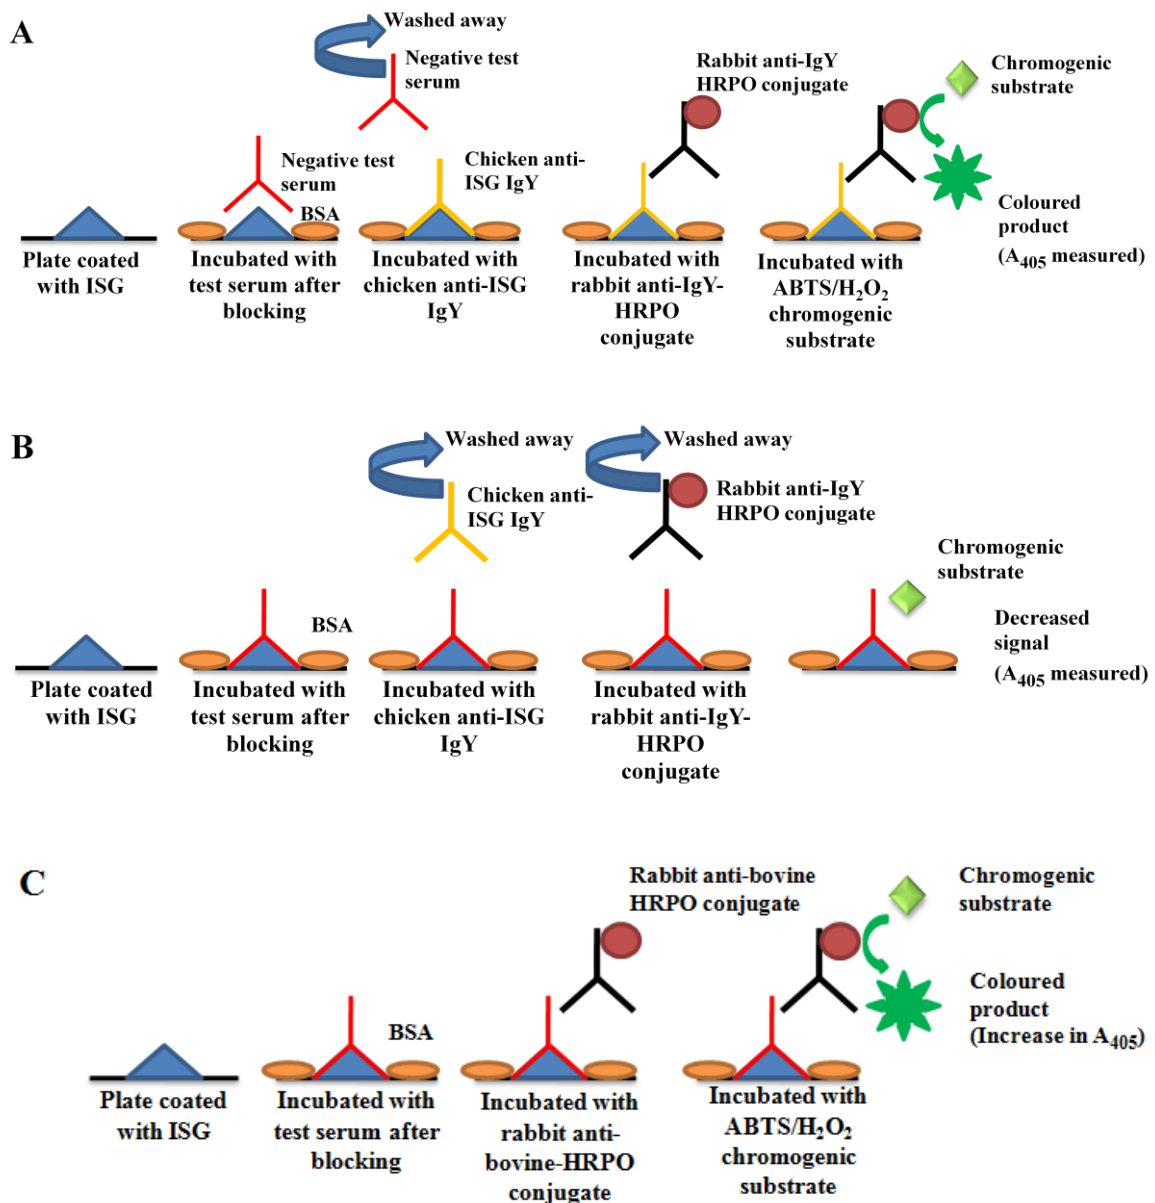 A
Washed away
Negative test
serum
Rabbit anti-IgY
HRPO conjugate
Chromogenic
substrate
Negative test
serum
Chicken anti-
ISG IgY
BSA
Coloured
product
(A405 measured)
Plate coated
with ISG
Incubated with
test serum after
blocking
Incubated with
chicken anti-ISG
IgY
Incubated with
rabbit anti-IgY-
HRPO
conjugate
Incubated with
ABTS/H2O2
chromogenic
substrate
B
Washed away
Chicken anti-
ISG IgY
Washed away
Rabbit anti-IgY
HRPO conjugate
Chromogenic
substrate
BSA
Decreased
signal
(A405 measured)
Plate coated
with ISG
Incubated with
test serum after
blocking
Incubated with
chicken anti-ISG
IgY
Incubated with
rabbit anti-IgY-
HRPO
conjugate
C
Rabbit anti-bovine
HRPO conjugate
Chromogenic
substrate
BSA
Coloured
product
(Increase in A405)
Plate coated
with ISG
Incubated with
test serum after
blocking
Incubated with
rabbit anti-
bovine-HRPO
conjugate
Incubated with
ABTS/H2O2
chromogenic
substrate